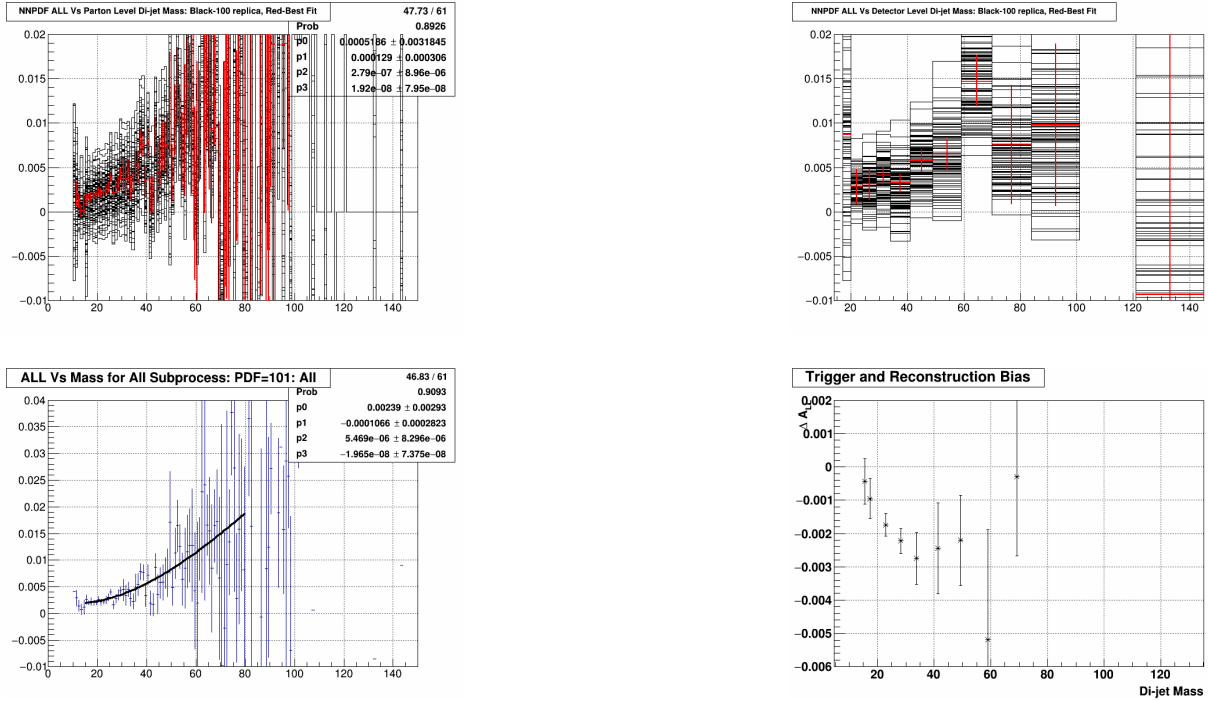 NNPDF ALL Vs Parton Level Di-jet Mass: Black-100 replica, Red-Best Fit
47.73 / 61
Prob 0.8926
p0 0.0005186 ± 0.0031845
p1 0.000129 ± 0.000306
p2 2.79e−07 ± 8.96e−06
p3 1.92e−08 ± 7.95e−08
0.02
0.015
0.01
0.005
0
−0.005
−0.01
0 20 40 60 80 100 120 140
NNPDF ALL Vs Detector Level Di-jet Mass: Black-100 replica, Red-Best Fit
0.02
0.015
0.01
0.005
0
−0.005
−0.01
20 40 60 80 100 120 140
ALL Vs Mass for All Subprocess: PDF=101: All
46.83 / 61
Prob 0.9093
p0 0.00239 ± 0.00293
p1 −0.0001066 ± 0.0002823
p2 5.469e−06 ± 8.296e−06
p3 −1.965e−08 ± 7.375e−08
0.04
0.035
0.03
0.025
0.02
0.015
0.01
0.005
0
−0.005
−0.01
0 20 40 60 80 100 120 140
Trigger and Reconstruction Bias
0.002
0.001
0
−0.001
−0.002
−0.003
−0.004
−0.005
−0.006
20 40 60 80 100 120
Di-jet Mass